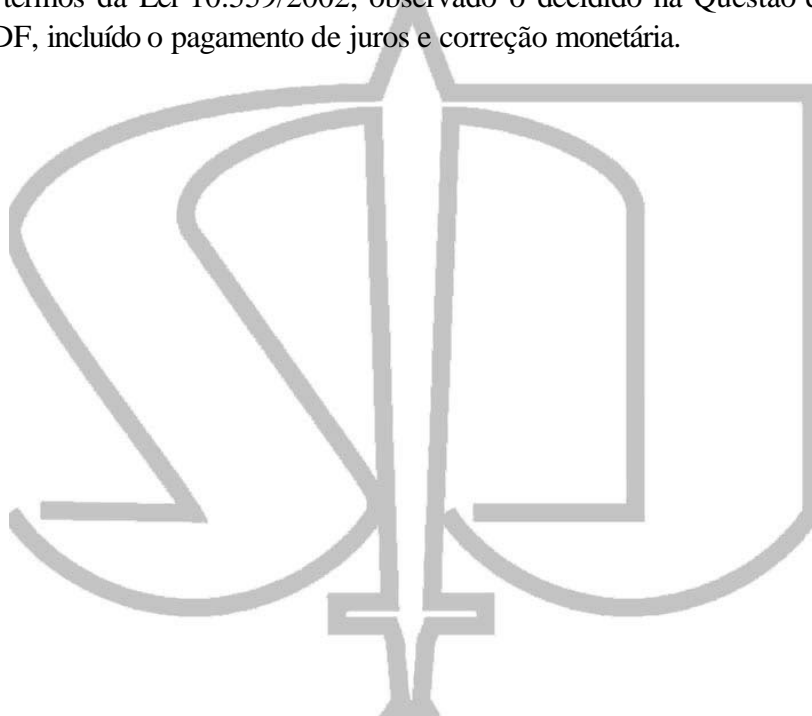 termos da Lei 10.559/2002, observado o decidido na Questão d
DF, incluído o pagamento de juros e correção monetária.